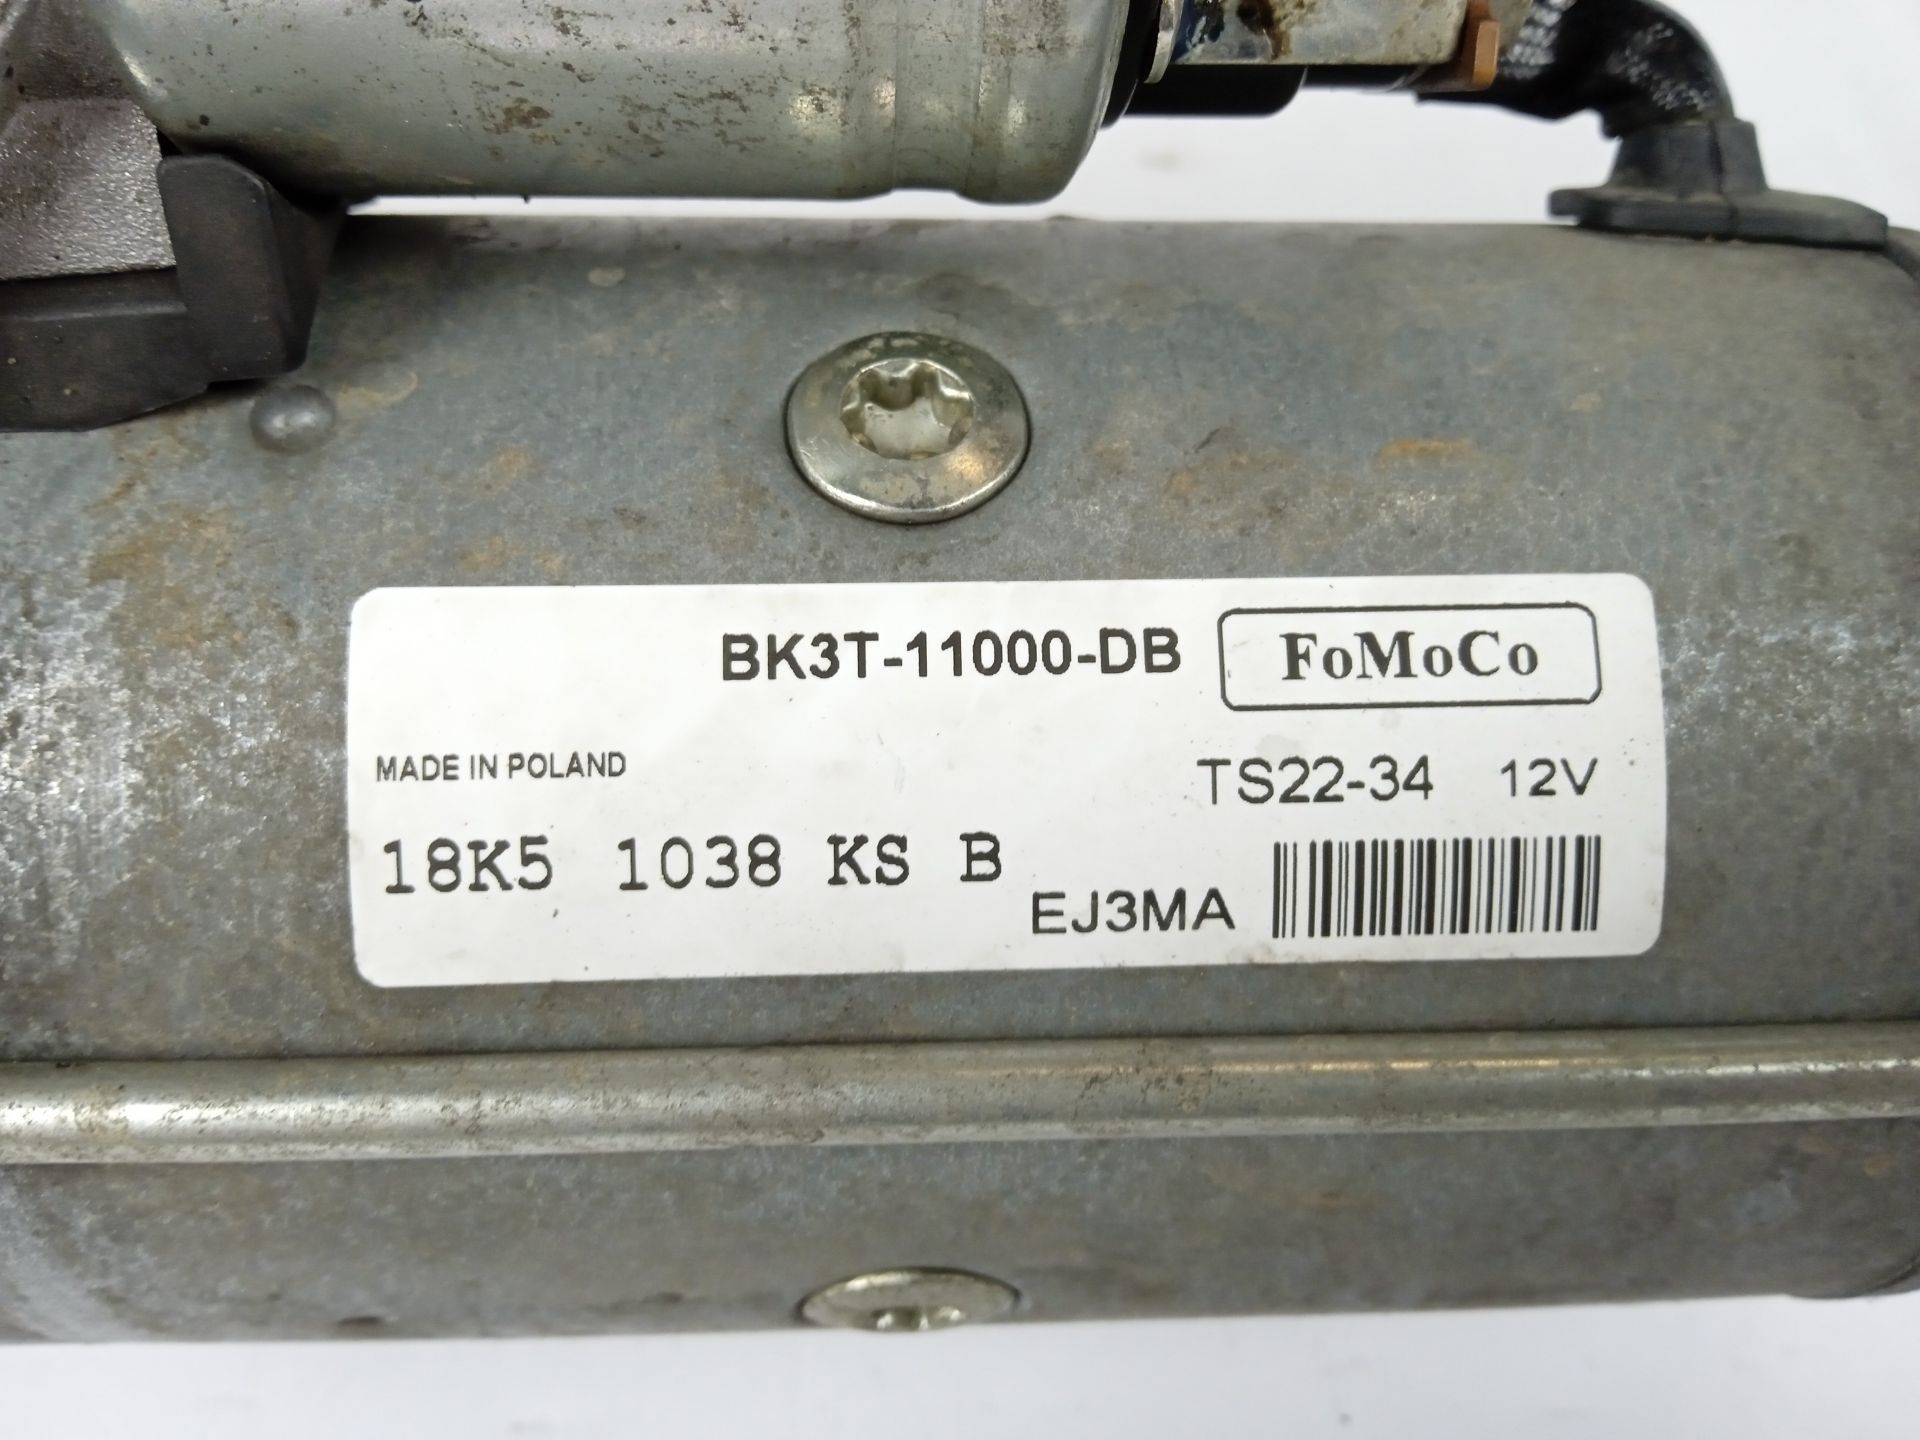 BK3T-11000-DB FoMoCo
MADE IN POLAND TS22-34 12V
18K5 1038 KS B
EJ3MA